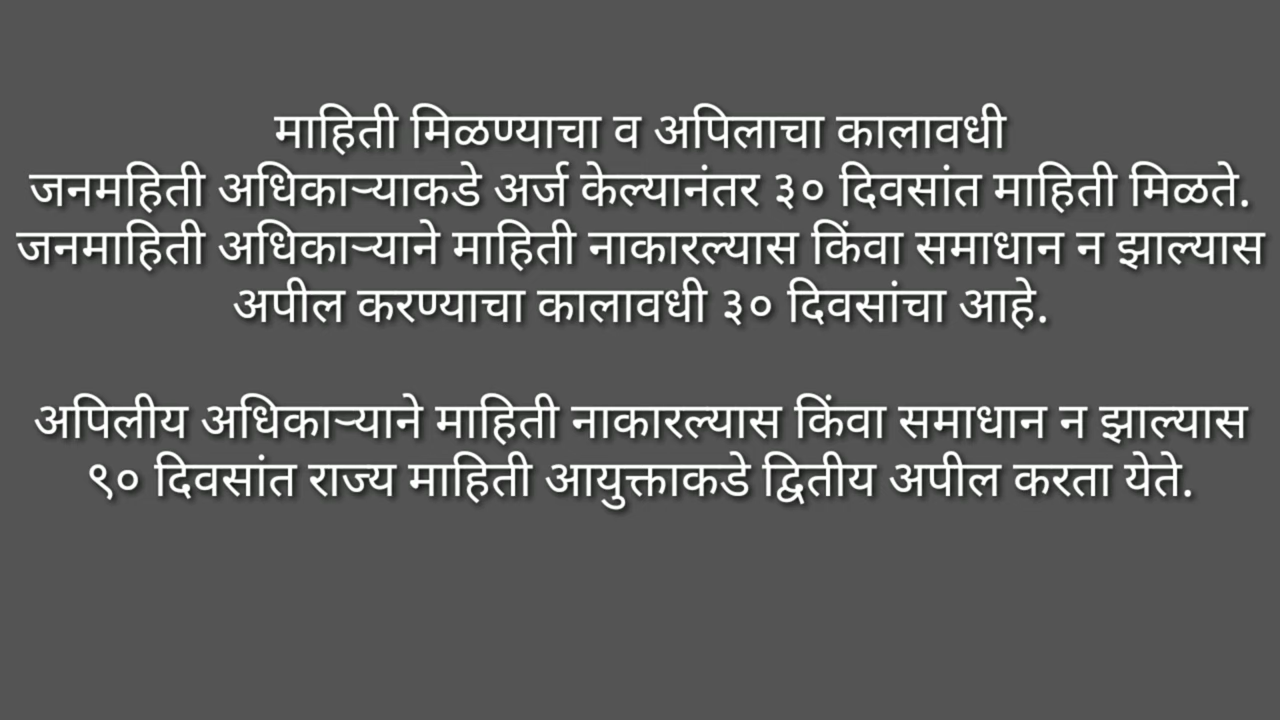 माहिती मिळण्याचा व अपिलाचा कालावधी
जनमहिती अधिकाऱ्याकडे अर्ज केल्यानंतर ३० दिवसांत माहिती मिळते.
जनमाहिती अधिकाऱ्याने माहिती नाकारल्यास किंवा समाधान न झाल्यास
अपील करण्याचा कालावधी ३० दिवसांचा आहे.
अपिलीय अधिकाऱ्याने माहिती नाकारल्यास किंवा समाधान न झाल्यास
९० दिवसांत राज्य माहिती आयुक्ताकडे द्वितीय अपील करता येते.